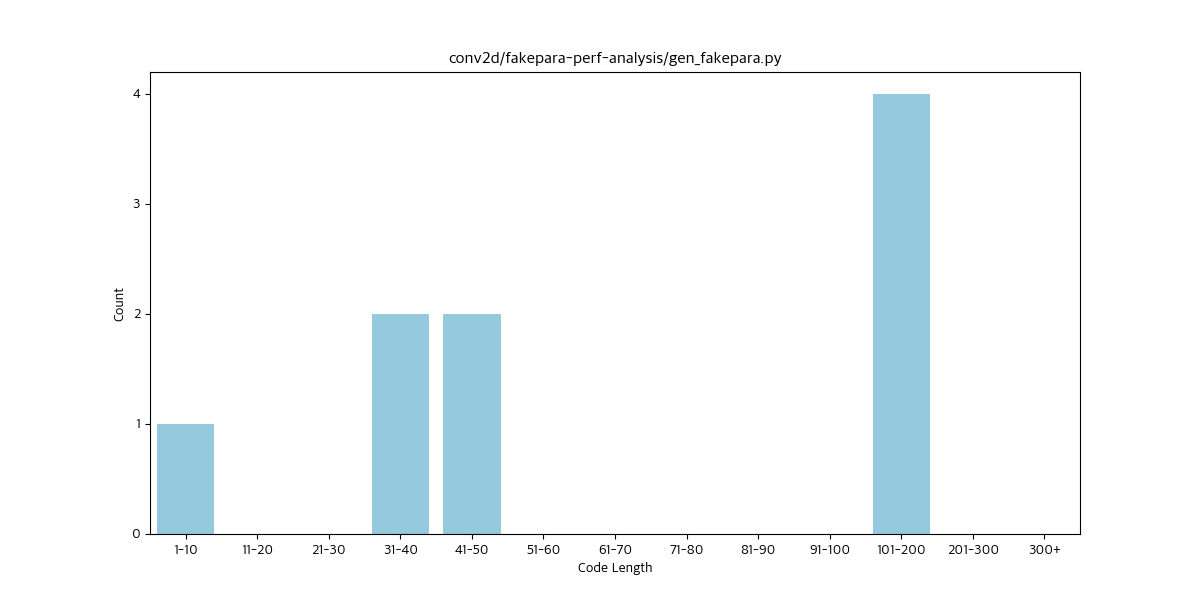 conv2d/fakepara-perf-analysis/gen_fakepara.py
4
3
2
1
0
Count
1-10 11-20 21-30 31-40 41-50 51-60 61-70 71-80 81-90 91-100 101-200 201-300 300+
Code Length